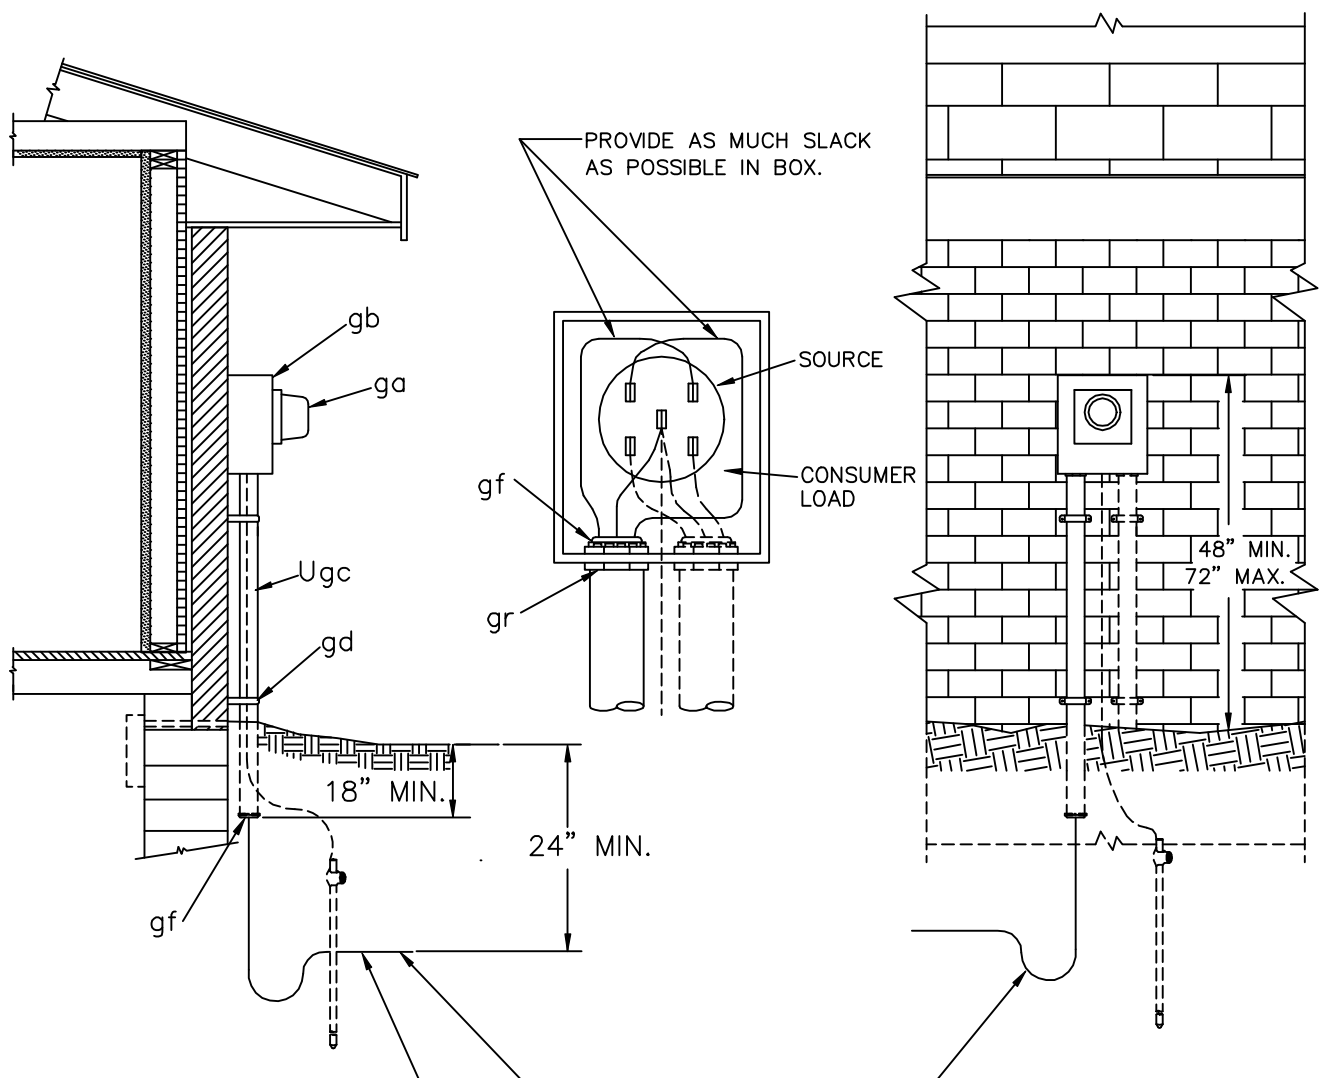 PROVIDE AS MUCH SLACK
AS POSSIBLE IN BOX.
gb
ga
SOURCE
gf
CONSUMER
LOAD
48” MIN.
72” MAX.
Ugc
gr
gd
18” MIN.
24” MIN.
gf